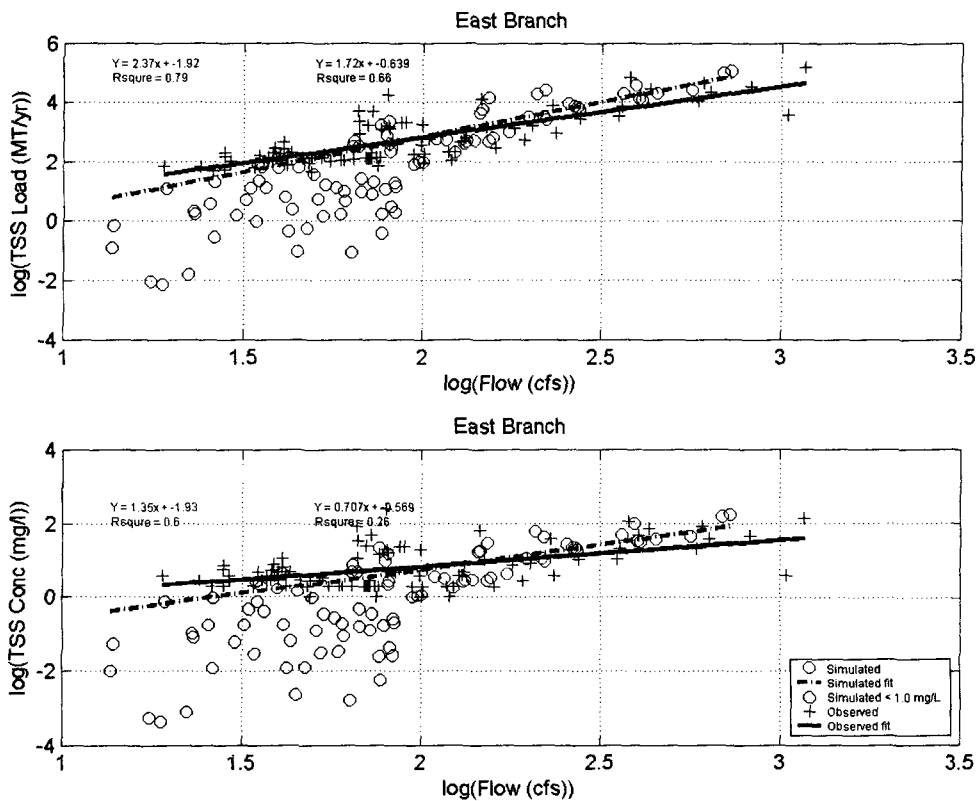 East Branch
6
4
2
0
-2
-4
Y = 2.37x + -1.92
Rsqure = 0.79
Y = 1.72x + -0.639
Rsqure = 0.66
log(TSS Load (MT/yr))
1
1.5
2
2.5
3
3.5
log(Flow (cfs))
East Branch
4
2
0
-2
-4
Y = 1.35x + -1.93
Rsqure = 0.6
Y = 0.707x + -0.569
Rsqure = 0.26
log(TSS Conc (mg/l))
Simulated
Simulated fit
Simulated < 1.0 mg/L
Observed
Observed fit
1
1.5
2
2.5
3
3.5
log(Flow (cfs))